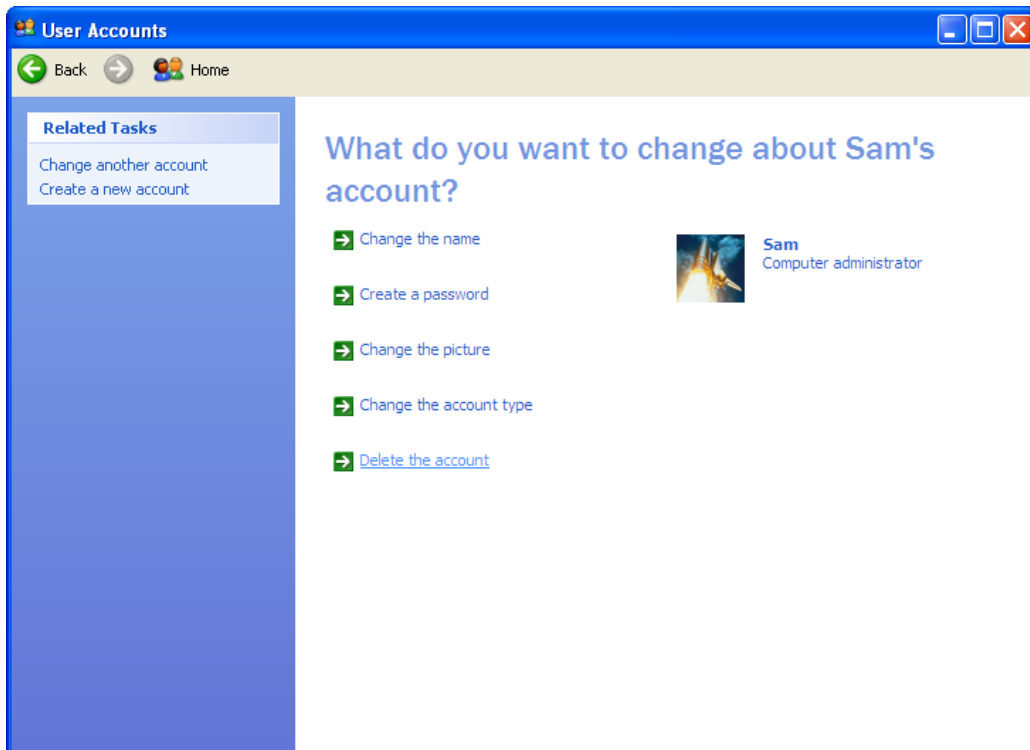 User Accounts
Back Home
Related Tasks
Change another account
Create a new account
What do you want to change about Sam's
account?
Change the name
Create a password
Change the picture
Change the account type
Delete the account
Sam
Computer administrator